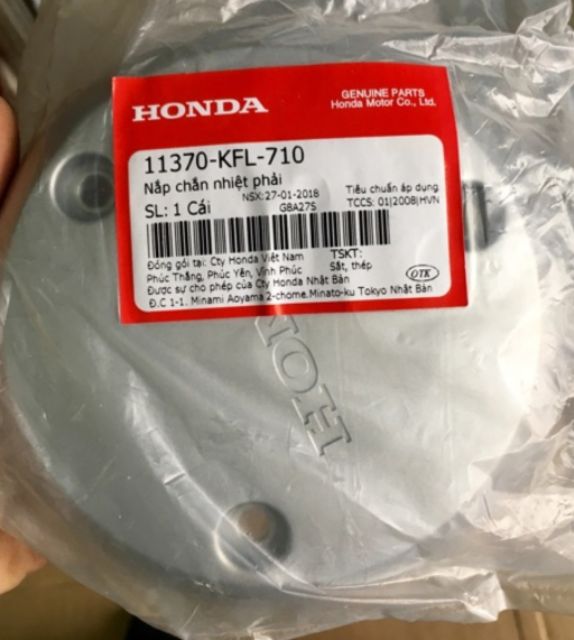 HONDA
GENUINE PARTS
Honda Motor Co., Ltd.
11370-KFL-710
Nắp chắn nhiệt phải
NSX: 27-01-2018
Tiêu chuẩn áp dụng
SL: 1 Cái
G8A27S
TCCS: 01|2008|HVN
Đóng gói tại: Cty Honda Việt Nam
TSKT:
Phúc Thắng, Phúc Yên, Vĩnh Phúc
Sắt, thép
OTK
Được sự cho phép của Cty Honda Nhật Bản
Đ.C 1-1. Minami Aoyama 2-chome.Minato-ku Tokyo Nhật Bản
HON